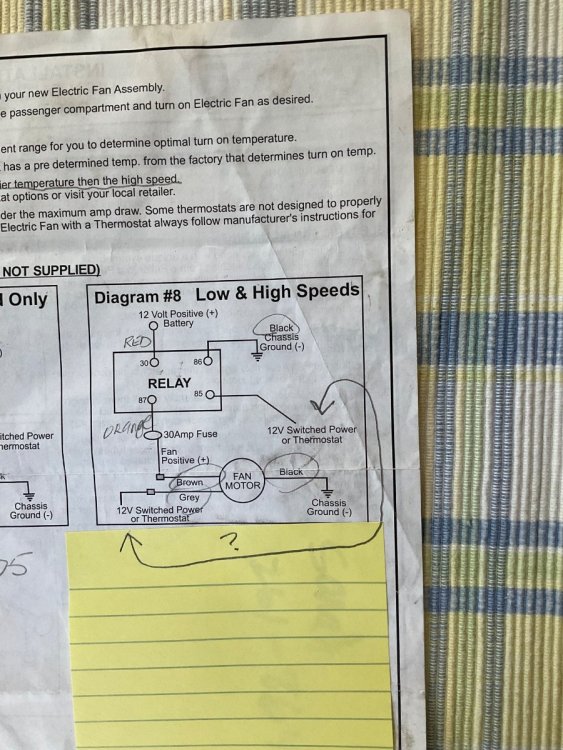 your new Electric Fan Assembly.
e passenger compartment and turn on Electric Fan as desired.
ent range for you to determine optimal turn on temperature.
has a pre determined temp. from the factory that determines turn on temp.
ier temperature then the high speed.
at options or visit your local retailer.
der the maximum amp draw. Some thermostats are not designed to properly
Electric Fan with a Thermostat always follow manufacturer's instructions for
NOT SUPPLIED)
d Only
Diagram #8 Low & High Speeds
12 Volt Positive (+)
Battery
RED
Black
Chassis
Ground (-)
30
86
RELAY
87
85
ORANGE
30Amp Fuse
12V Switched Power
or Thermostat
Fan
Positive (+)
Brown
FAN
MOTOR
Black
Grey
12V Switched Power
or Thermostat
Chassis
Ground (-)
itched Power
hermostat
k
Chassis
Ground (-)
?